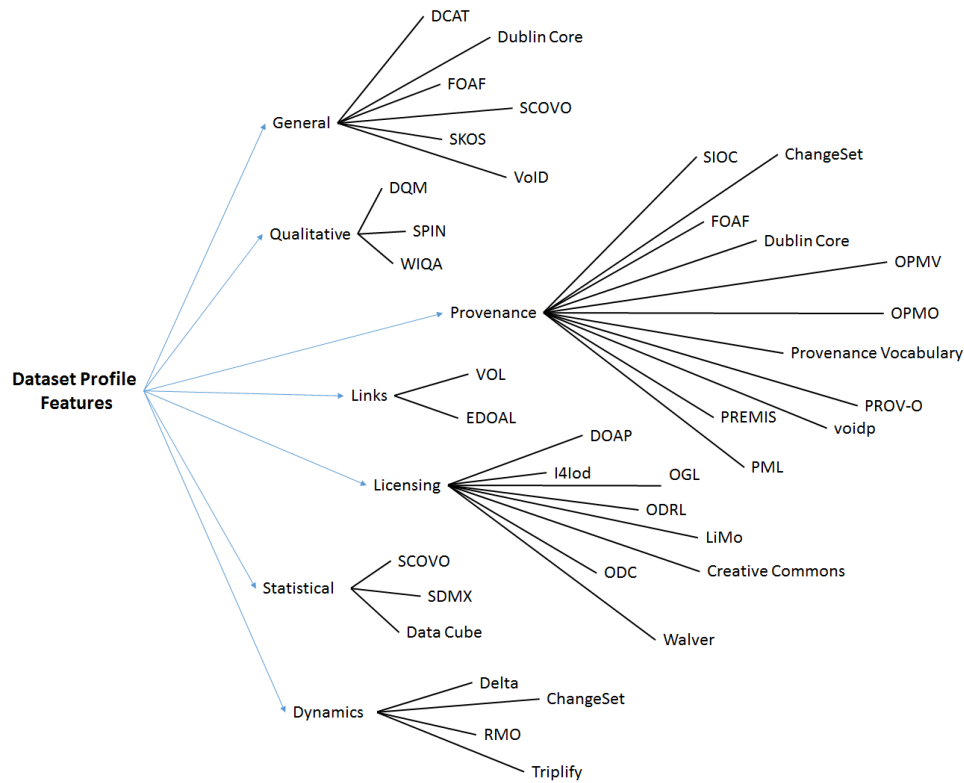 Dataset Profile
Features
General
DCAT
Dublin Core
FOAF
SCOVO
SKOS
VoID
Qualitative
DQM
SPIN
WIQA
Provenance
SIOC
ChangeSet
FOAF
Dublin Core
OPMV
OPMO
Provenance Vocabulary
PROV-O
voidp
PREMIS
PML
Links
VOL
EDOAL
Licensing
DOAP
l4lod
OGL
ODRL
LiMo
Creative Commons
ODC
Walver
Statistical
SCOVO
SDMX
Data Cube
Dynamics
Delta
ChangeSet
RMO
Triplify